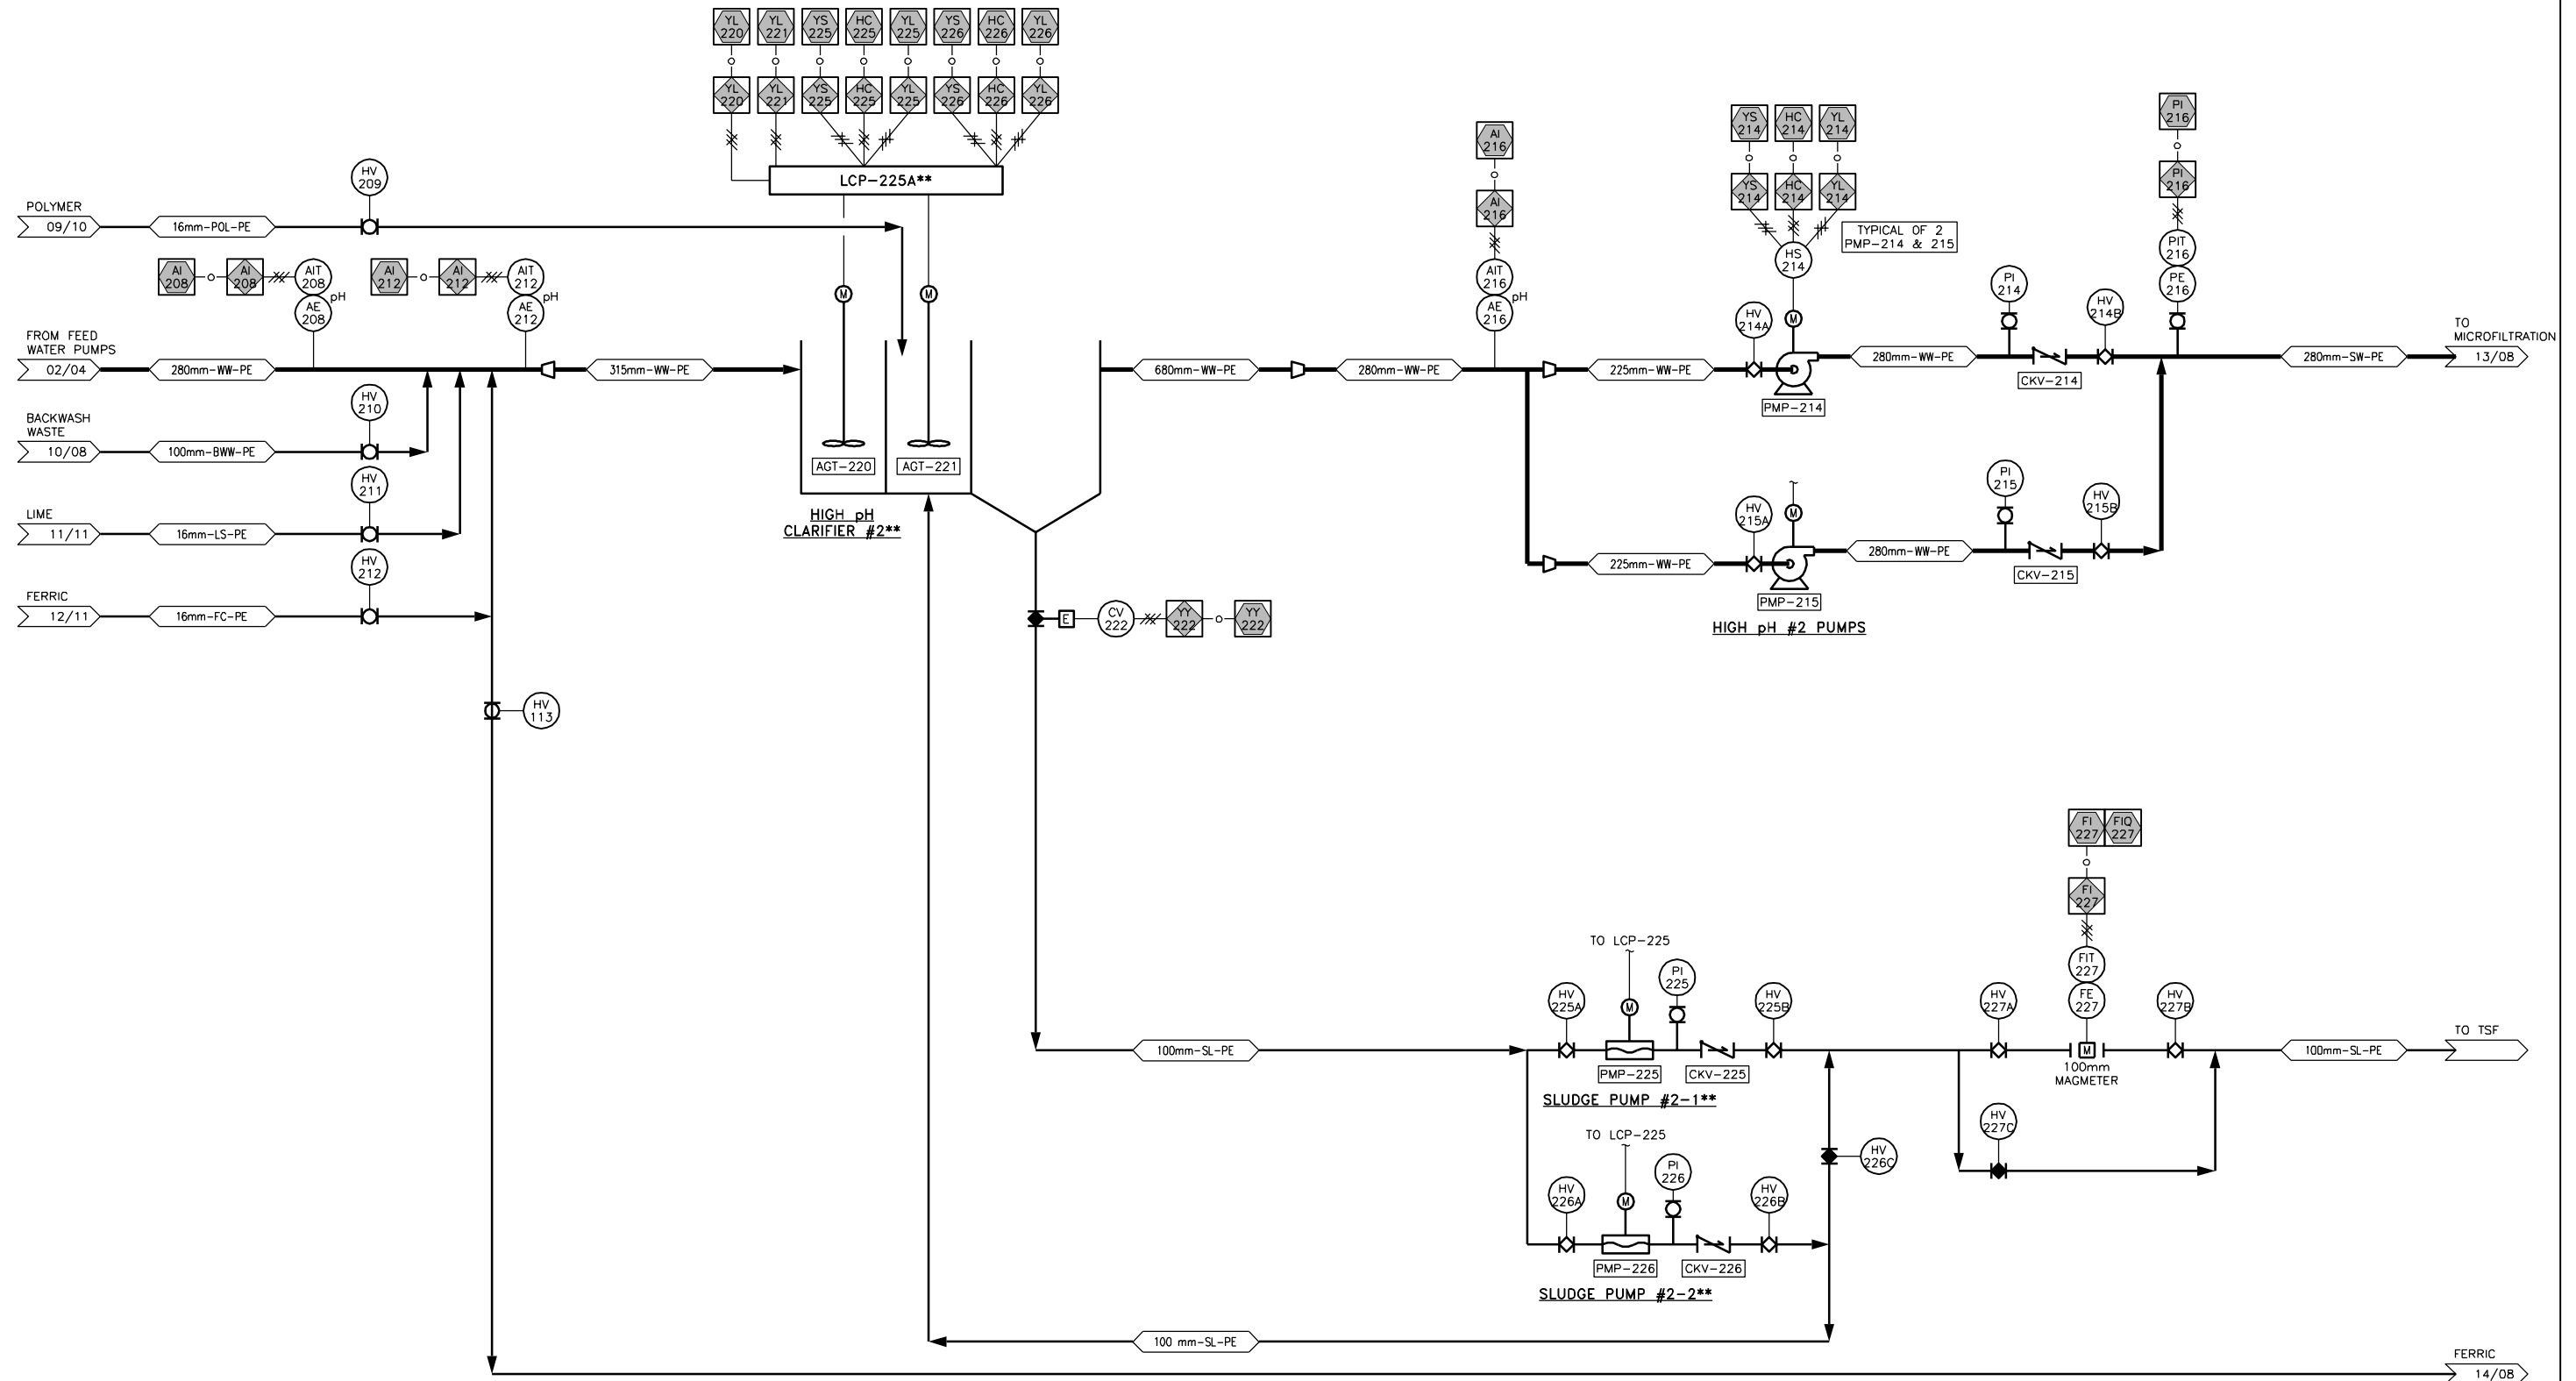 YL
220
YL
221
YS
225
HC
225
YL
225
YS
226
HC
226
YL
226
YL
220
YL
221
YS
225
HC
225
YL
225
YS
226
HC
226
YL
226
LCP-225A**
HV
209
POLYMER
09/10
16mm-POL-PE
AI
208
AI
208
AIT
208
AE
208
pH
AI
212
AI
212
AIT
212
AE
212
pH
M
M
FROM FEED
WATER PUMPS
02/04
280mm-WW-PE
315mm-WW-PE
HV
210
BACKWASH
WASTE
10/08
100mm-BWW-PE
HV
211
LIME
11/11
16mm-LS-PE
HV
212
FERRIC
12/11
16mm-FC-PE
HV
113
AGT-220
AGT-221
HIGH pH
CLARIFIER #2**
680mm-WW-PE
280mm-WW-PE
AI
216
AI
216
AIT
216
AE
216
pH
YS
214
HC
214
YL
214
YS
214
HC
214
YL
214
HS
214
TYPICAL OF 2
PMP-214 & 215
PI
216
PI
216
PIT
216
PE
216
225mm-WW-PE
HV
214A
M
PMP-214
280mm-WW-PE
PI
214
CKV-214
HV
214B
280mm-SW-PE
TO
MICROFILTRATION
13/08
225mm-WW-PE
HV
215A
M
PMP-215
280mm-WW-PE
PI
215
CKV-215
HV
215B
HIGH pH #2 PUMPS
E
CV
222
YY
222
YY
222
FI
227
FIQ
227
FI
227
FIT
227
FE
227
M
100mm
MAGMETER
100mm-SL-PE
TO LCP-225
HV
225A
M
PI
225
HV
225B
PMP-225
CKV-225
SLUDGE PUMP #2-1**
HV
227A
HV
227B
HV
227C
100mm-SL-PE
TO TSF
TO LCP-225
HV
226A
M
PI
226
HV
226B
HV
226C
PMP-226
CKV-226
SLUDGE PUMP #2-2**
100 mm-SL-PE
FERRIC
14/08